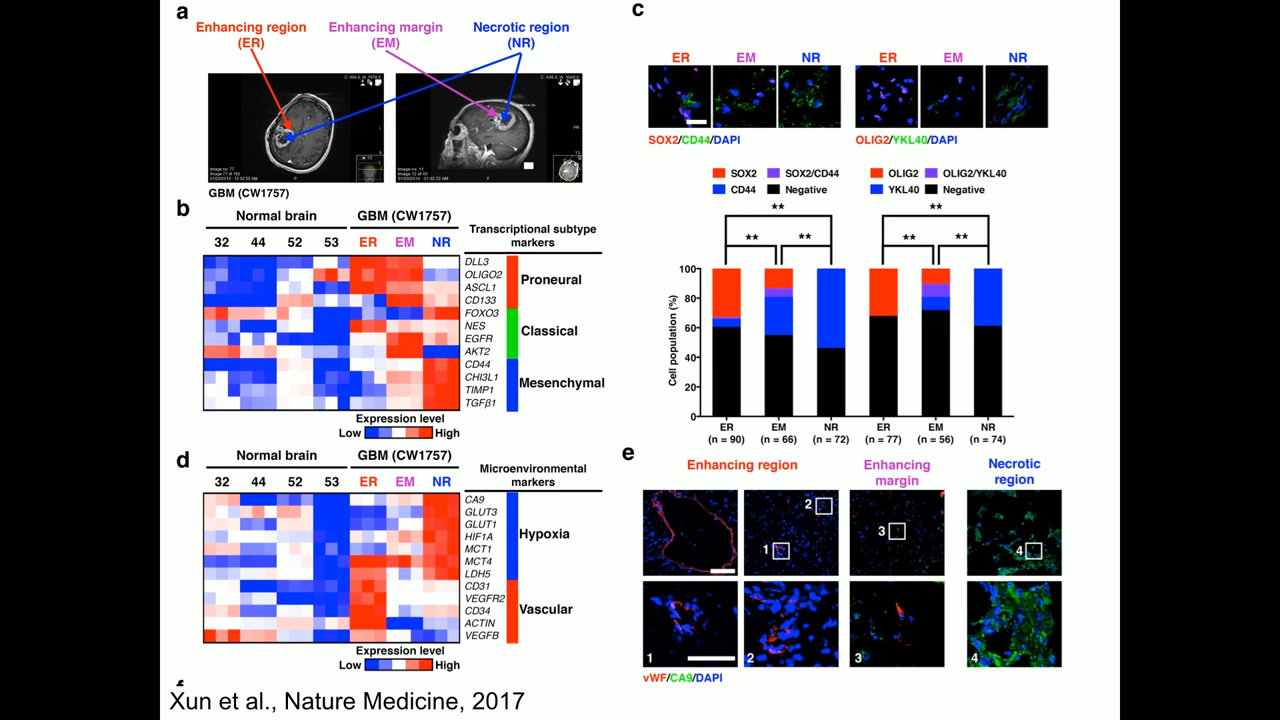 a
Enhancing region
(ER)
Enhancing margin
(EM)
Necrotic region
(NR)
GBM (CW1757)
b
Normal brain
GBM (CW1757)
32 44 52 53 ER EM NR
Transcriptional subtype
markers
DLL3
OLIGO2
ASCL1
CD133
Proneural
FOXO3
NES
EGFR
AKT2
Classical
CD44
CHI3L1
TIMP1
TGFβ1
Mesenchymal
Expression level
Low High
d
Normal brain
GBM (CW1757)
32 44 52 53 ER EM NR
Microenvironmental
markers
CA9
GLUT3
GLUT1
HIF1A
MCT1
MCT4
LDH5
Hypoxia
CD31
VEGFR2
CD34
ACTIN
VEGFB
Vascular
Expression level
Low High
c
ER EM NR
ER EM NR
SOX2/CD44/DAPI
OLIG2/YKL40/DAPI
SOX2 SOX2/CD44
CD44 Negative
OLIG2 OLIG2/YKL40
YKL40 Negative
**
**
** **
** **
Cell population (%)
100
80
60
40
20
0
ER EM NR ER EM NR
(n = 90) (n = 66) (n = 72) (n = 77) (n = 56) (n = 74)
e
Enhancing region
Enhancing
margin
Necrotic
region
1
2
3
4
1
2
3
4
vWF/CA9/DAPI
Xun et al., Nature Medicine, 2017